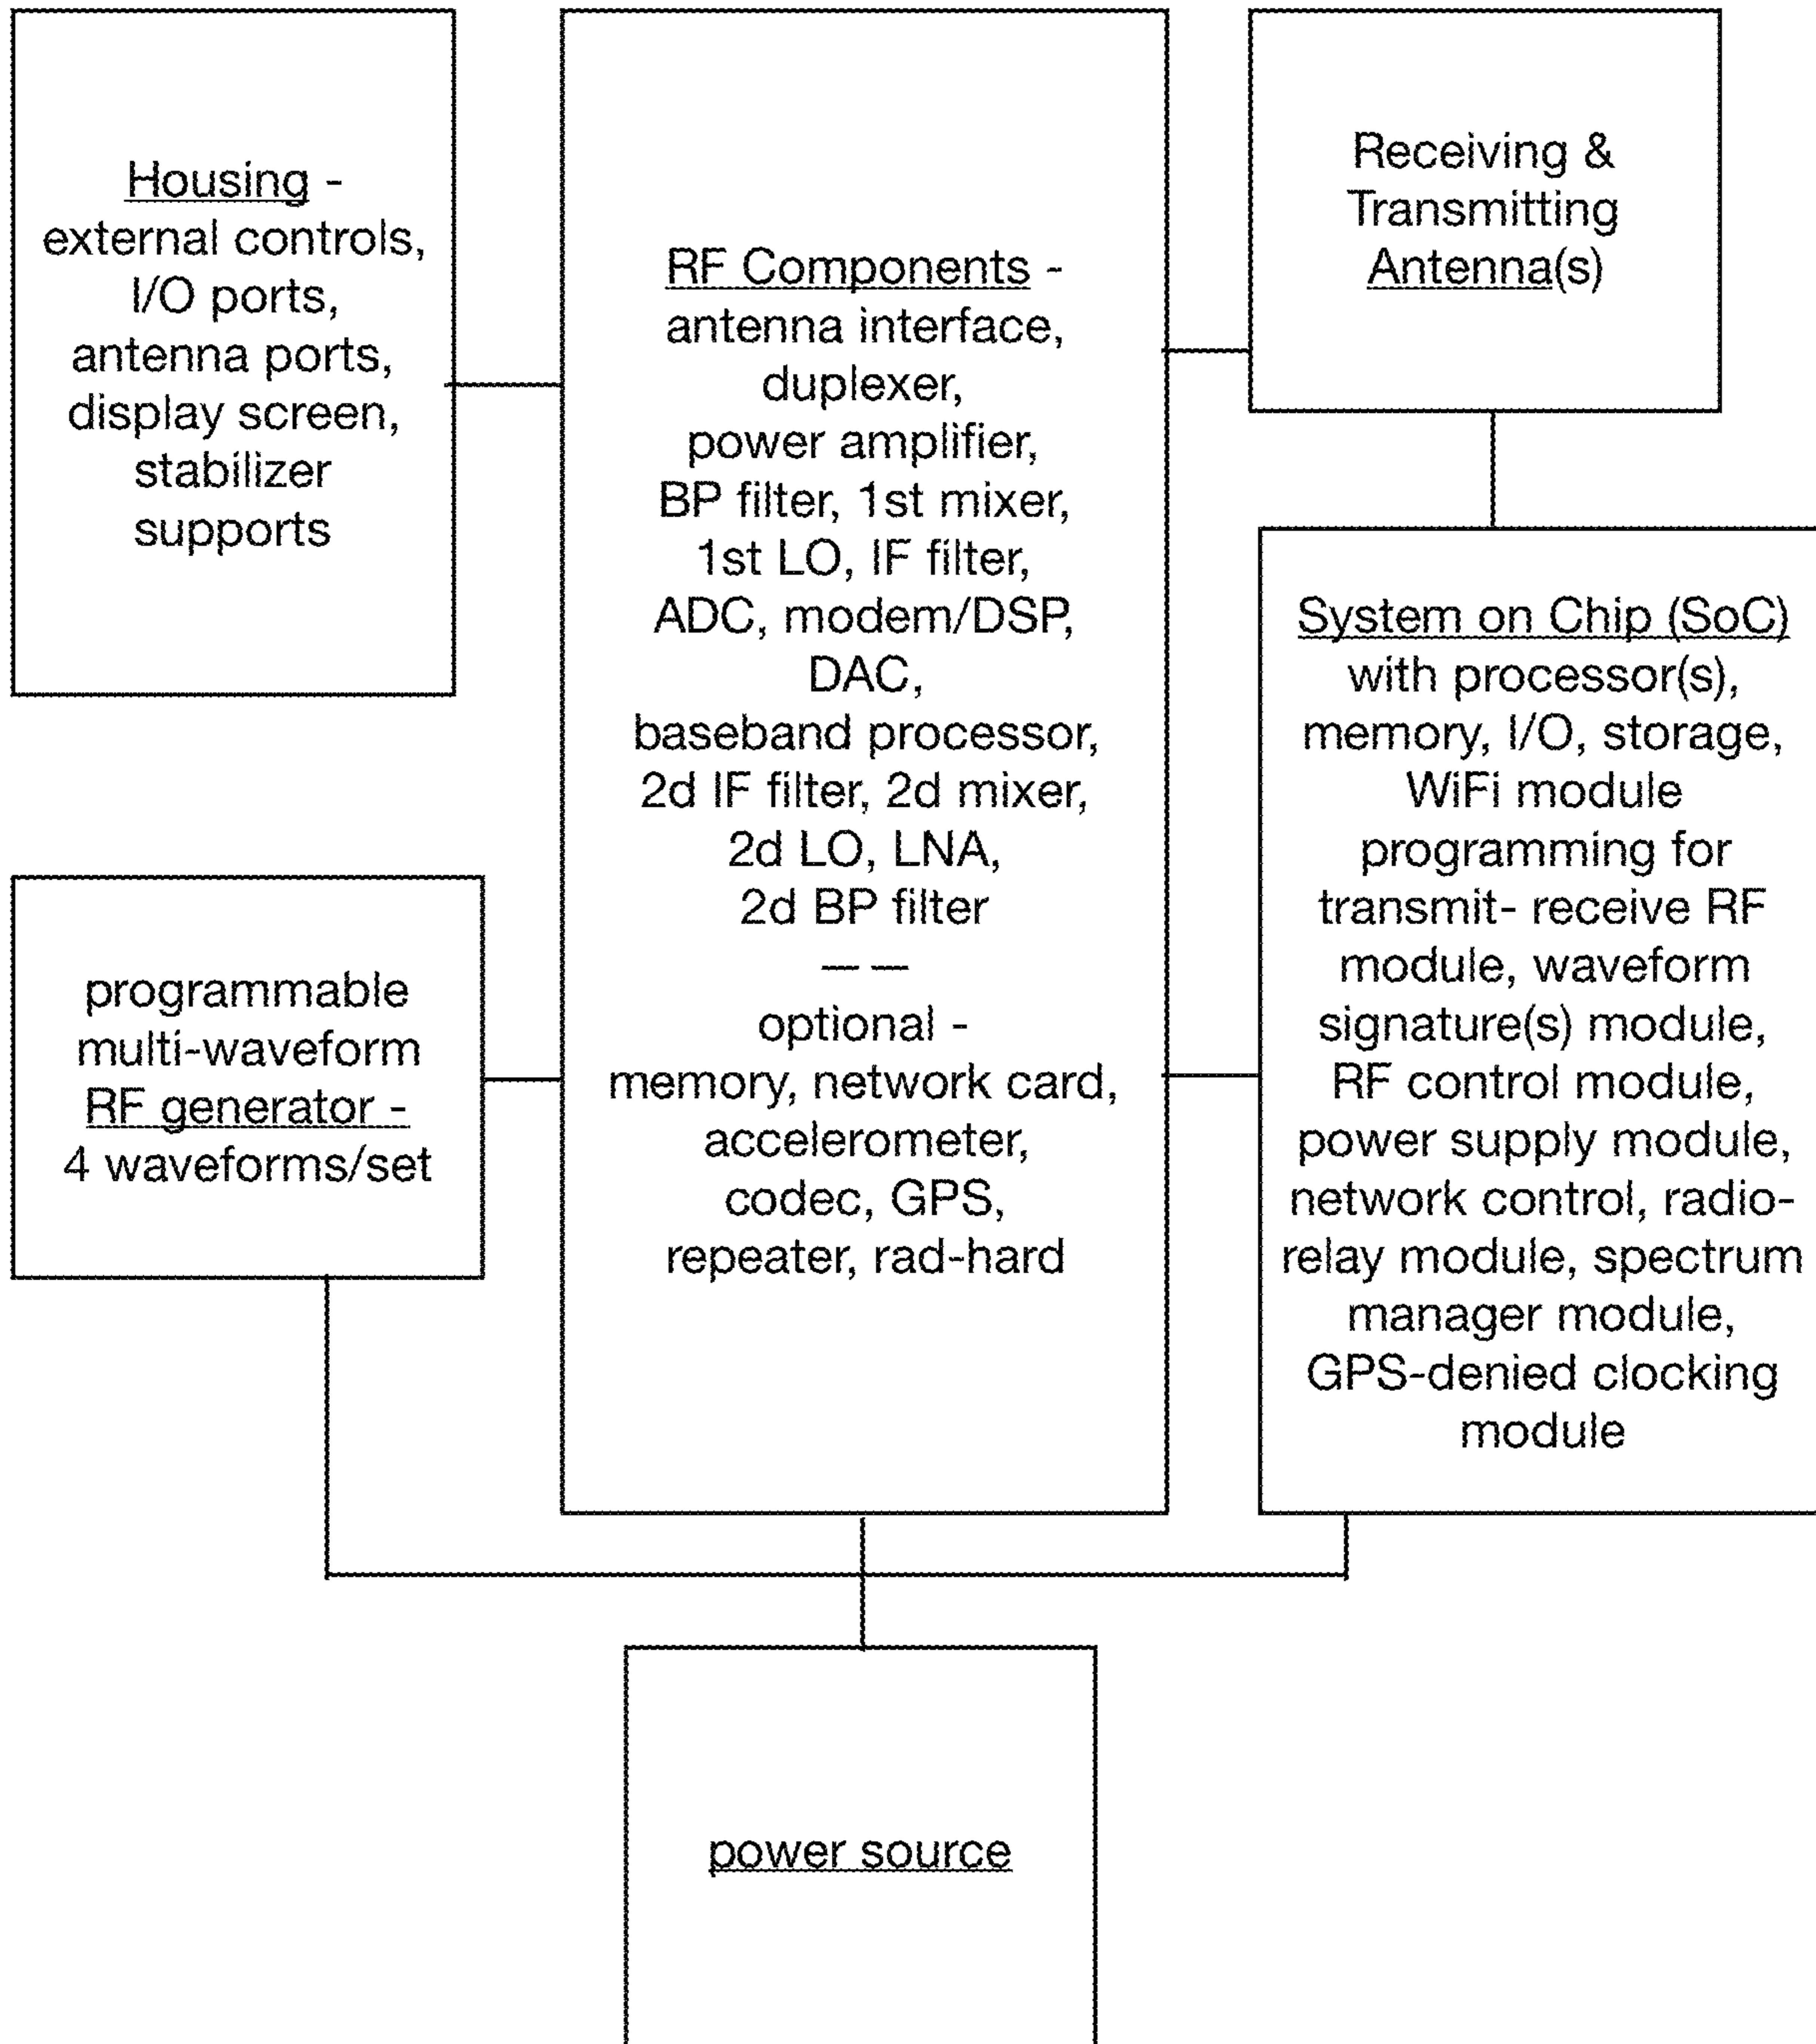 Housing -
external controls,
I/O ports,
antenna ports,
display screen,
stabilizer
supports
RF Components -
antenna interface,
duplexer,
power amplifier,
BP filter, 1st mixer,
1st LO, IF filter,
ADC, modem/DSP,
DAC,
baseband processor,
2d IF filter, 2d mixer,
2d LO, LNA,
2d BP filter
— —
optional -
memory, network card,
accelerometer,
codec, GPS,
repeater, rad-hard
Receiving &
Transmitting
Antenna(s)
System on Chip (SoC)
with processor(s),
memory, I/O, storage,
WiFi module
programming for
transmit- receive RF
module, waveform
signature(s) module,
RF control module,
power supply module,
network control, radio-
relay module, spectrum
manager module,
GPS-denied clocking
module
programmable
multi-waveform
RF generator -
4 waveforms/set
power source